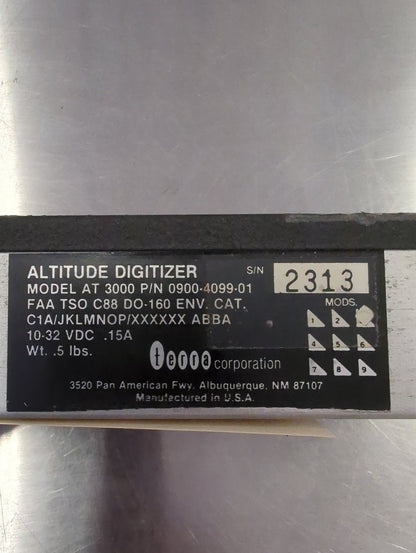 ALTITUDE DIGITIZER S/N 2313
MODEL AT 3000 P/N 0900-4099-01
FAA TSO C88 DO-160 ENV. CAT. MODS.
C1A/JKLMNOP/XXXXXX ABBA 1 2 3
10-32 VDC .15A 4 5 6
Wt. .5 lbs. terra corporation 7 8 9
3520 Pan American Fwy. Albuquerque, NM 87107
Manufactured in U.S.A.